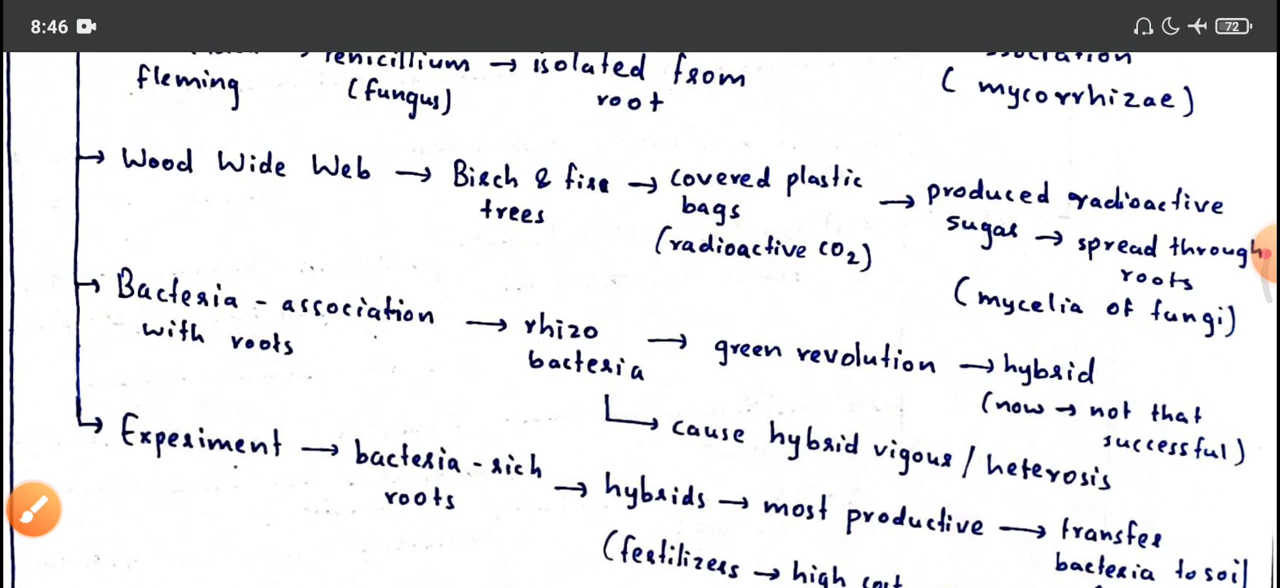 8:46
72
Penicillium → isolated from
fleming
(fungus)
root
(mycorrhizae)
→ Wood Wide Web → Birch & fire → covered plastic → produced radioactive
trees
bags
sugar → spread through
(radioactive CO2)
roots
(mycelia of fungi)
→ Bacteria - association → rhizo → green revolution → hybrid
with roots
bacteria
(now → not that
successful)
→ cause hybrid vigour / heterosis
→ Experiment → bacteria - rich → hybrids → most productive → transfer
roots
bacteria to soil
(fertilizers → high cost